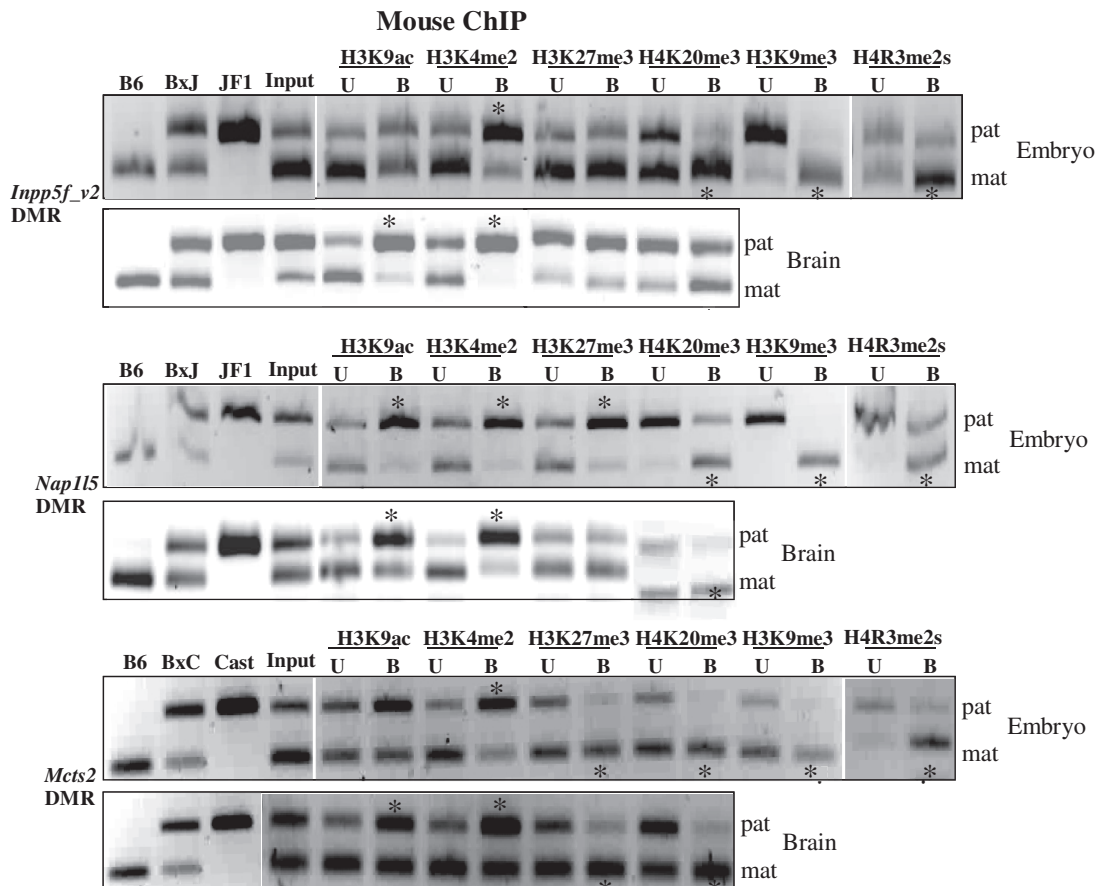 Mouse ChIP
H3K9ac H3K4me2 H3K27me3 H4K20me3 H3K9me3 H4R3me2s
B6 BxJ JF1 Input U B U B U B U B U B U B
*
pat
Embryo
mat
* * *
Inpp5f_v2
DMR
* *
pat
Brain
mat
H3K9ac H3K4me2 H3K27me3 H4K20me3 H3K9me3 H4R3me2s
B6 BxJ JF1 Input U B U B U B U B U B U B
* * *
pat
Embryo
mat
* * *
Nap1l5
DMR
* *
pat
Brain
mat
*
H3K9ac H3K4me2 H3K27me3 H4K20me3 H3K9me3 H4R3me2s
B6 BxC Cast Input U B U B U B U B U B U B
*
pat
Embryo
mat
* * * *
Mcts2
DMR
* *
pat
Brain
mat
* *